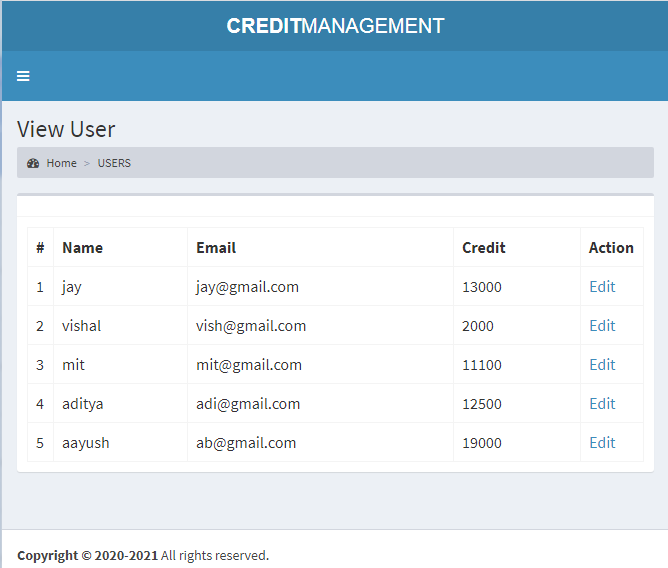 CREDITMANAGEMENT
View User
Home > USERS
# Name Email Credit Action
1 jay jay@gmail.com 13000 Edit
2 vishal vish@gmail.com 2000 Edit
3 mit mit@gmail.com 11100 Edit
4 aditya adi@gmail.com 12500 Edit
5 aayush ab@gmail.com 19000 Edit
Copyright © 2020-2021 All rights reserved.